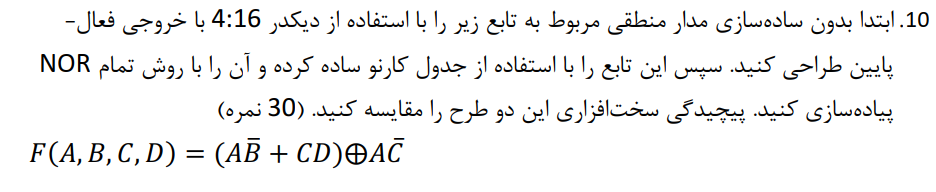 10. ابتدا بدون ساده‌سازی مدار منطقی مربوط به تابع زیر را با استفاده از دیکدر 4:16 با خروجی فعال-
پایین طراحی کنید. سپس این تابع را با استفاده از جدول کارنو ساده کرده و آن را با روش تمام NOR
پیاده‌سازی کنید. پیچیدگی سخت‌افزاری این دو طرح را مقایسه کنید. (30 نمره)
F(A, B, C, D) = (AB̄ + CD)⊕AC̄